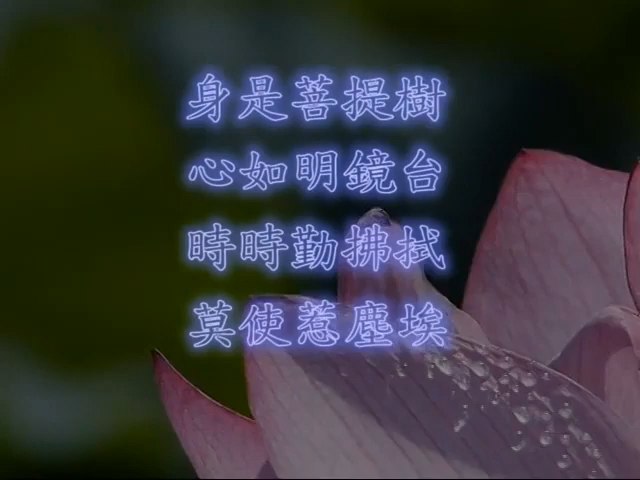 身是菩提樹
心如明鏡台
時時勤拂拭
莫使惹塵埃